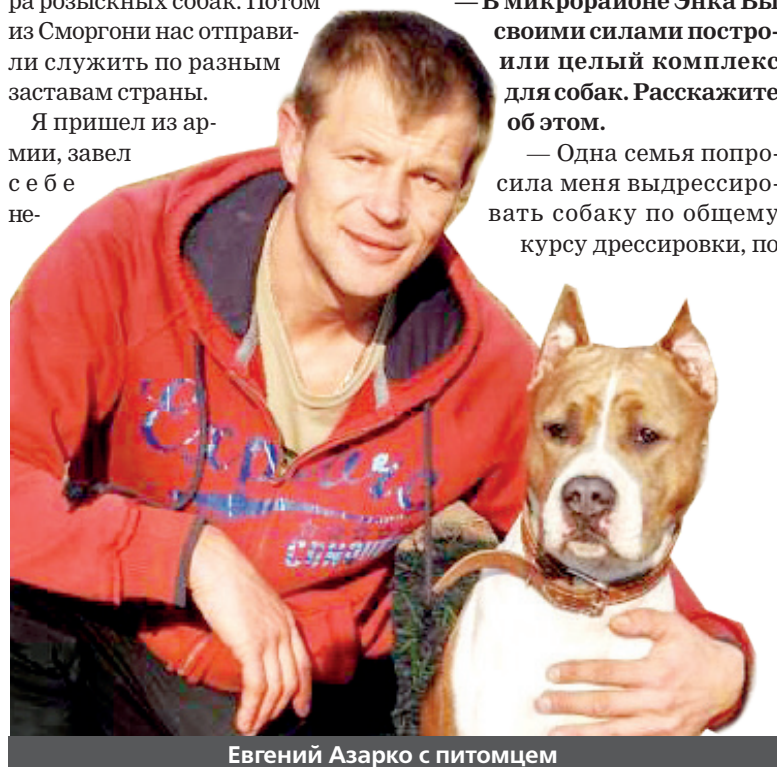 ра розыскных собак. Потом
из Сморгони нас отправи-
ли служить по разным
заставам страны.
Я пришел из ар-
мии, завел
себе
не-
— В микрорайоне Энка Вы
своими силами постро-
или целый комплекс
для собак. Расскажите
об этом.
— Одна семья попро-
сила меня выдрессиро-
вать собаку по общему
курсу дрессировки, по
Евгений Азарко с питомцем